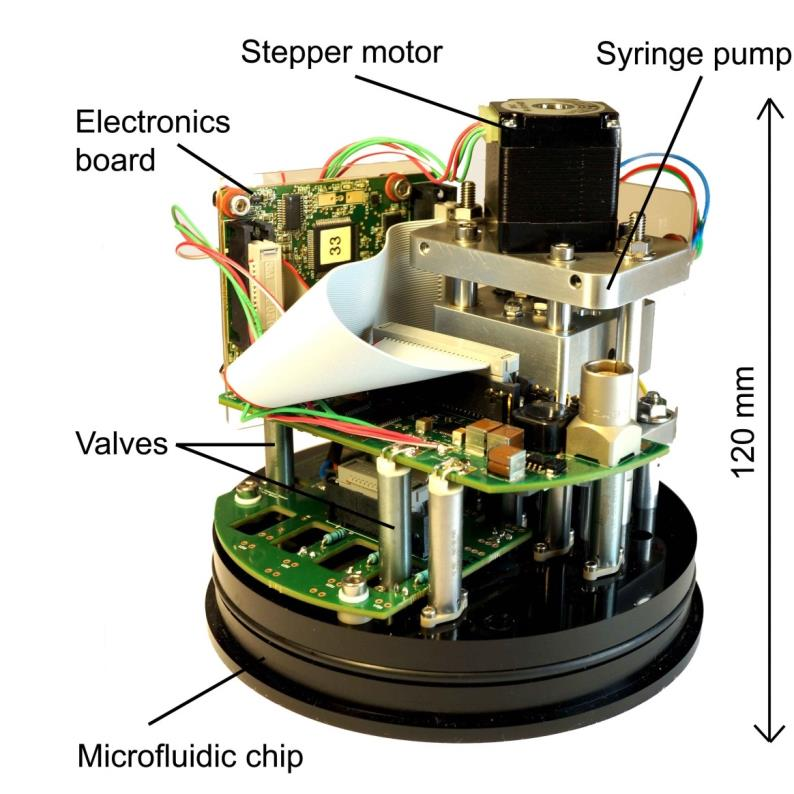 Stepper motor
Syringe pump
Electronics
board
33
Valves
120 mm
Microfluidic chip